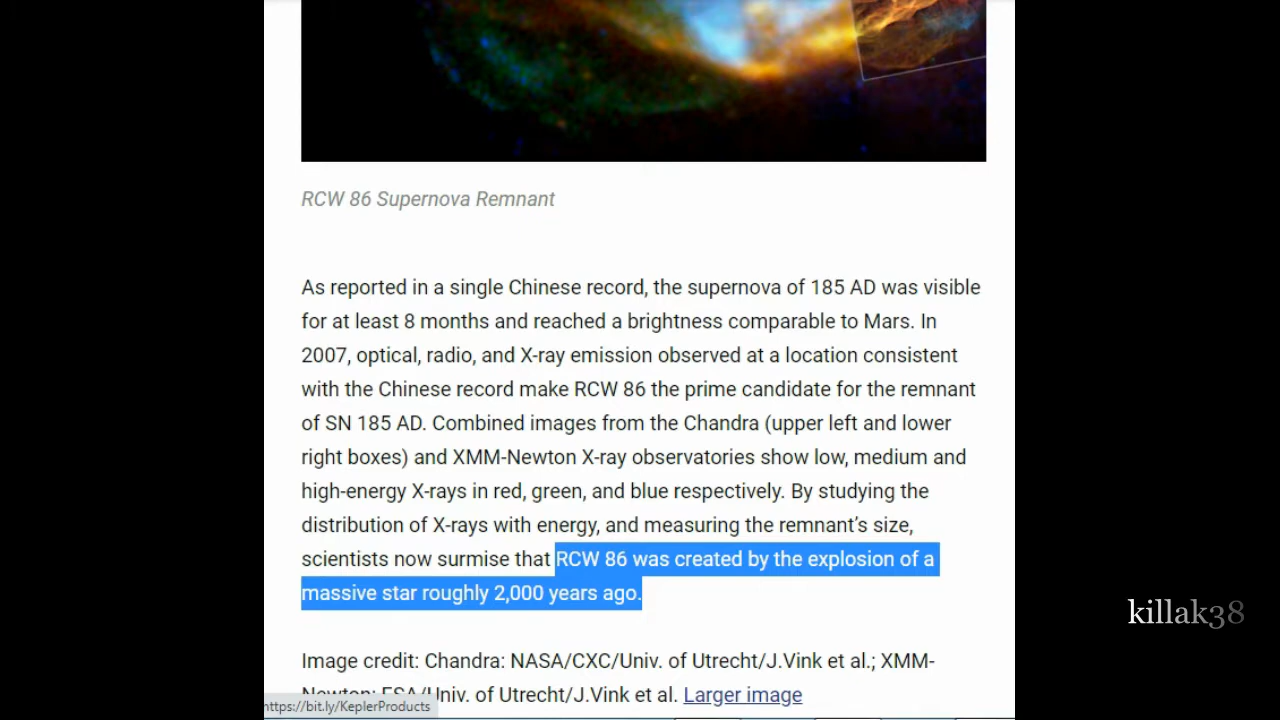 RCW 86 Supernova Remnant
As reported in a single Chinese record, the supernova of 185 AD was visible
for at least 8 months and reached a brightness comparable to Mars. In
2007, optical, radio, and X-ray emission observed at a location consistent
with the Chinese record make RCW 86 the prime candidate for the remnant
of SN 185 AD. Combined images from the Chandra (upper left and lower
right boxes) and XMM-Newton X-ray observatories show low, medium and
high-energy X-rays in red, green, and blue respectively. By studying the
distribution of X-rays with energy, and measuring the remnant’s size,
scientists now surmise that RCW 86 was created by the explosion of a
massive star roughly 2,000 years ago.
killak38
Image credit: Chandra: NASA/CXC/Univ. of Utrecht/J.Vink et al.; XMM-
Newton: ESA/Univ. of Utrecht/J.Vink et al. Larger image
https://bit.ly/KeplerProducts